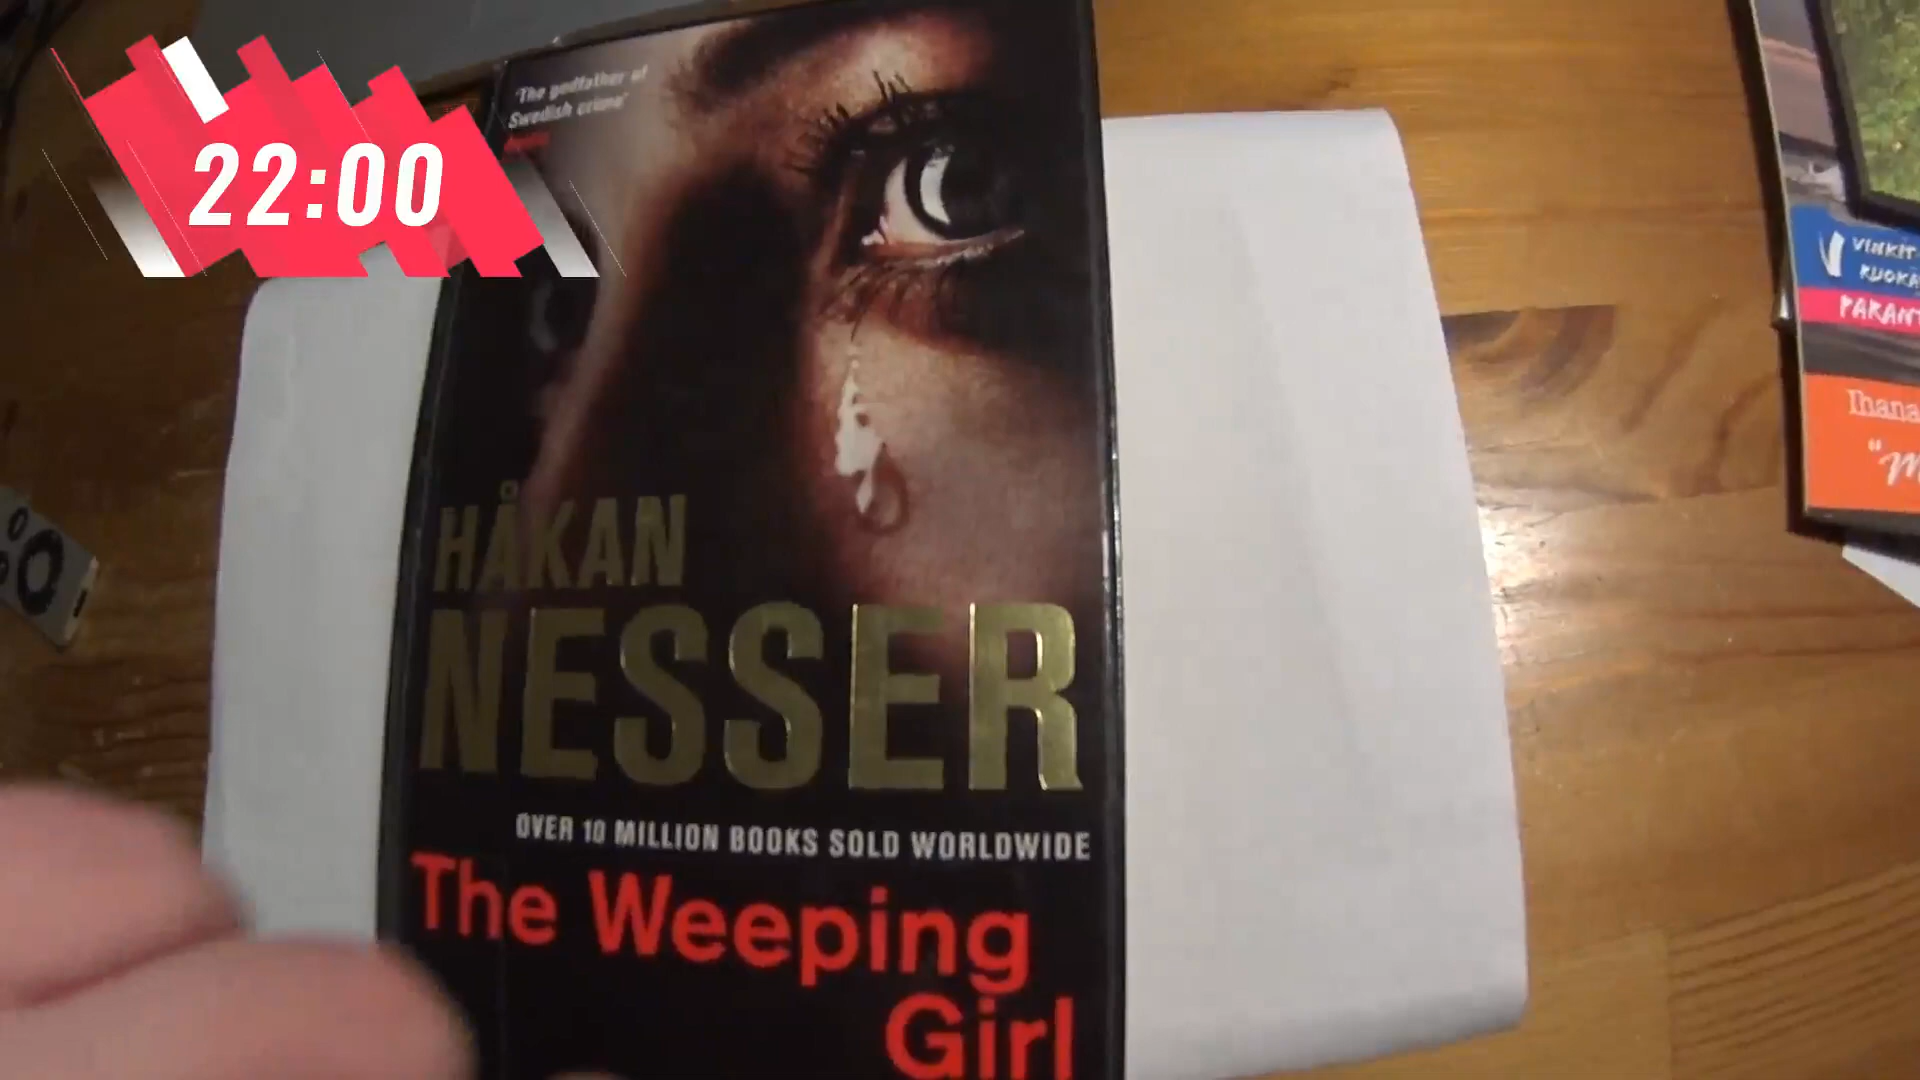 22:00
'The godfather of
Swedish crime'
HÅKAN
NESSER
OVER 10 MILLION BOOKS SOLD WORLDWIDE
The Weeping
Girl
VINKIT
RUOKA
PARANT
Ihana
"M